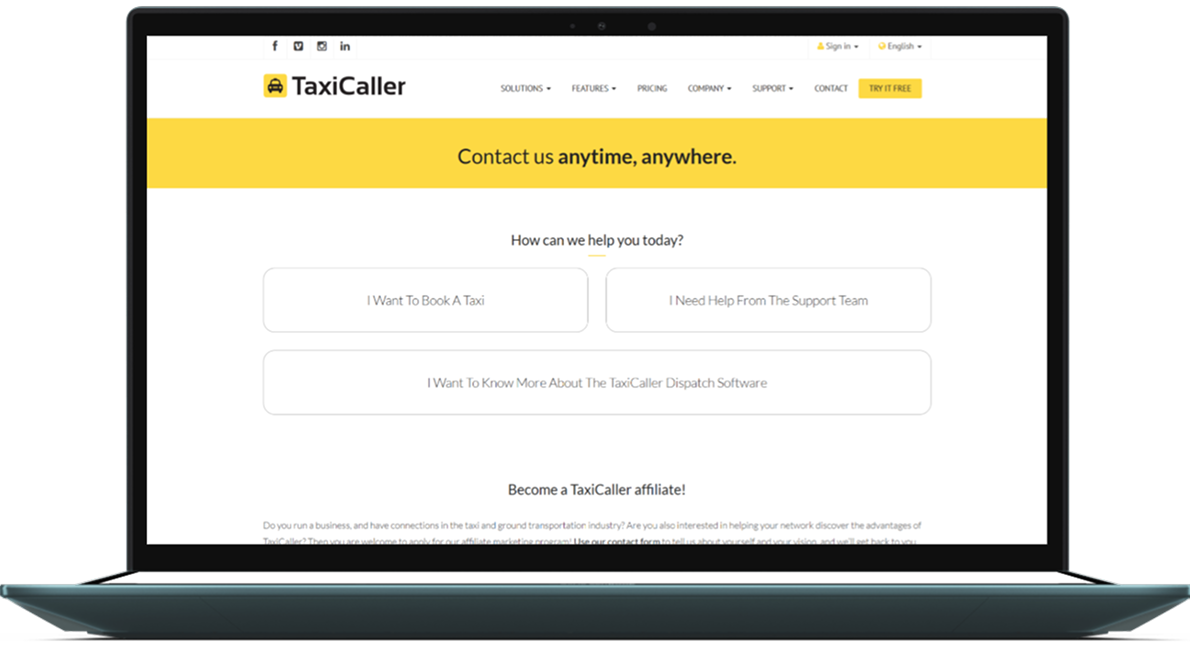 Sign in
English
TaxiCaller
SOLUTIONS
FEATURES
PRICING
COMPANY
SUPPORT
CONTACT
TRY IT FREE
Contact us anytime, anywhere.
How can we help you today?
I Want To Book A Taxi
I Need Help From The Support Team
I Want To Know More About The TaxiCaller Dispatch Software
Become a TaxiCaller affiliate!
Do you run a business, and have connections in the taxi and ground transportation industry? Are you also interested in helping your network discover the advantages of
TaxiCaller? Then you are welcome to apply for our affiliate marketing program! Use our contact form to tell us about yourself and your vision, and we'll get back to you